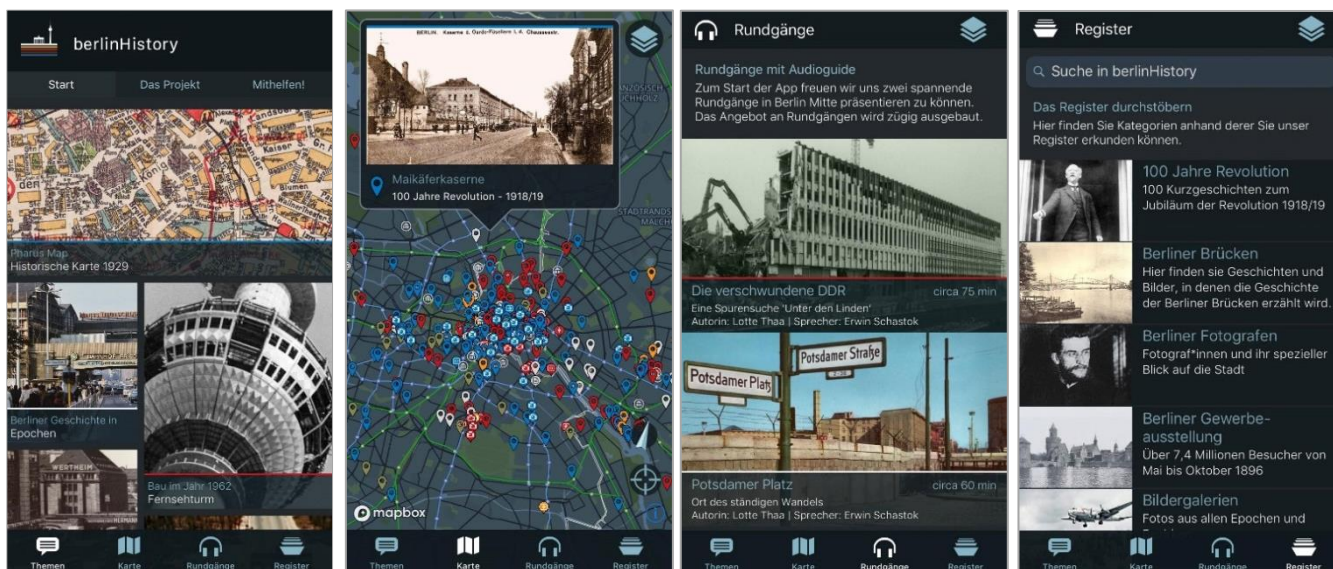 berlinHistory
Start
Das Projekt
Mithelfen!
Pharus Map
Historische Karte 1929
Berliner Geschichte in
Epochen
WERTHEIM
Bau im Jahr 1962
Fernsehturm
Themen
Karte
Rundgänge
Register
BERLIN. Kaserne d. Garde-Füseliere i. d. Chausseestr.
Maikäferkaserne
100 Jahre Revolution - 1918/19
mapbox
Themen
Karte
Rundgänge
Register
Rundgänge
Rundgänge mit Audioguide
Zum Start der App freuen wir uns zwei spannende
Rundgänge in Berlin Mitte präsentieren zu können.
Das Angebot an Rundgängen wird zügig ausgebaut.
Die verschwundene DDR
circa 75 min
Eine Spurensuche 'Unter den Linden'
Autorin: Lotte Thaa | Sprecher: Erwin Schastok
Potsdamer Straße
Potsdamer Platz
Potsdamer Platz
circa 60 min
Ort des ständigen Wandels
Autorin: Lotte Thaa | Sprecher: Erwin Schastok
Themen
Karte
Rundgänge
Register
Register
Suche in berlinHistory
Das Register durchstöbern
Hier finden Sie Kategorien anhand derer Sie unser
Register erkunden können.
100 Jahre Revolution
100 Kurzgeschichten zum
Jubiläum der Revolution 1918/19
Berliner Brücken
Hier finden sie Geschichten und
Bilder, in denen die Geschichte
der Berliner Brücken erzählt wird.
Berliner Fotografen
Fotograf*innen und ihr spezieller
Blick auf die Stadt
Berliner Gewerbe-
ausstellung
Über 7,4 Millionen Besucher von
Mai bis Oktober 1896
Bildergalerien
Fotos aus allen Epochen und
Themen
Karte
Rundgänge
Register